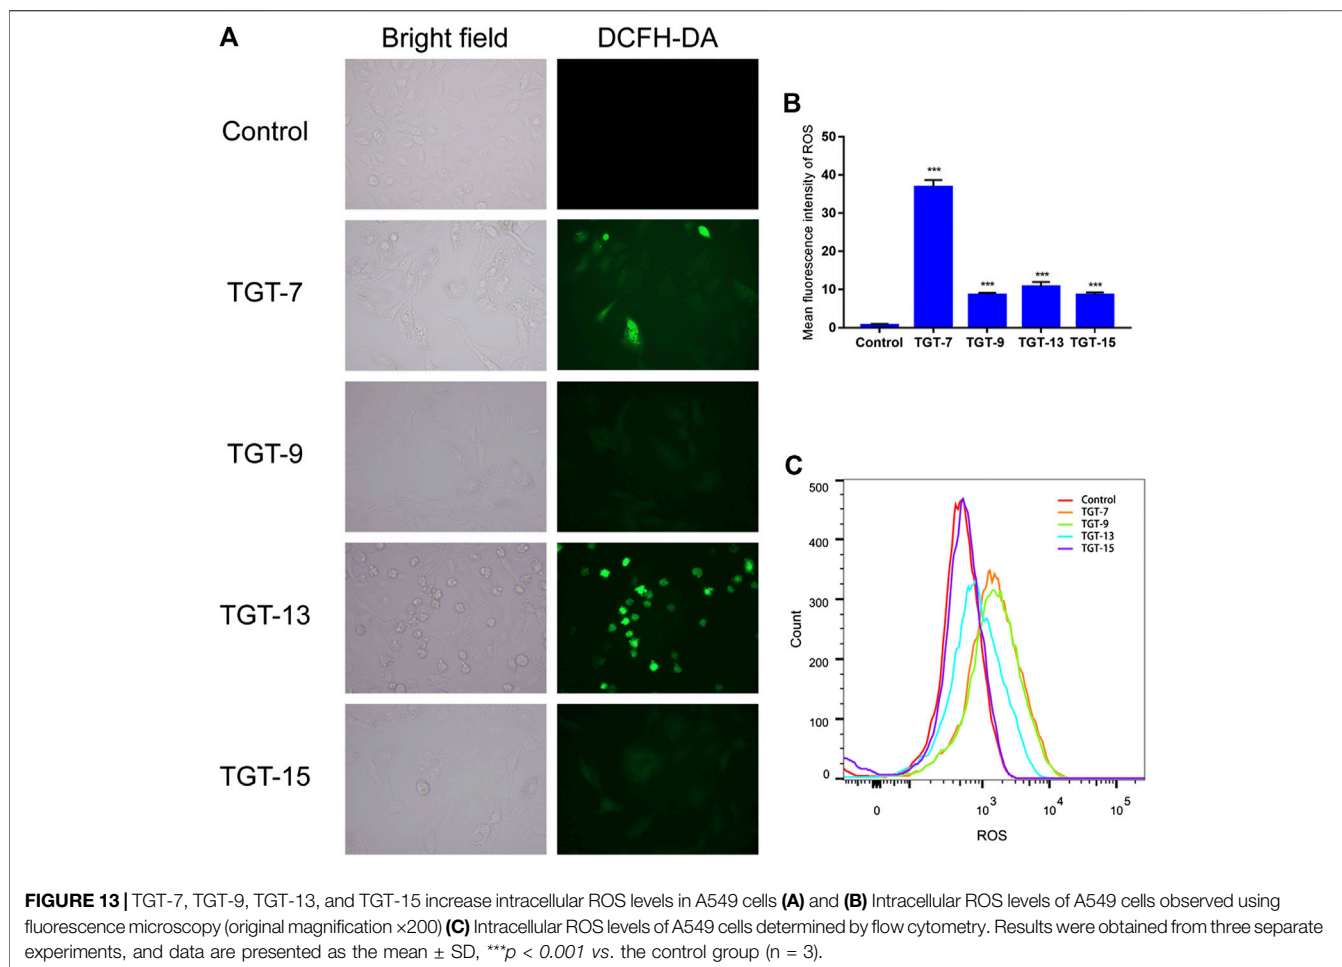 A
Bright field DCFH-DA
Control
TGT-7
TGT-9
TGT-13
TGT-15
B
Mean fluorescence intensity of ROS
50
40
30
20
10
0
*** *** *** ***
Control TGT-7 TGT-9 TGT-13 TGT-15
C
Count
500
400
300
200
100
0
Control
TGT-7
TGT-9
TGT-13
TGT-15
0 10³ 10⁴ 10⁵
ROS
FIGURE 13 | TGT-7, TGT-9, TGT-13, and TGT-15 increase intracellular ROS levels in A549 cells (A) and (B) Intracellular ROS levels of A549 cells observed using
fluorescence microscopy (original magnification ×200) (C) Intracellular ROS levels of A549 cells determined by flow cytometry. Results were obtained from three separate
experiments, and data are presented as the mean ± SD, ***p < 0.001 vs. the control group (n = 3).